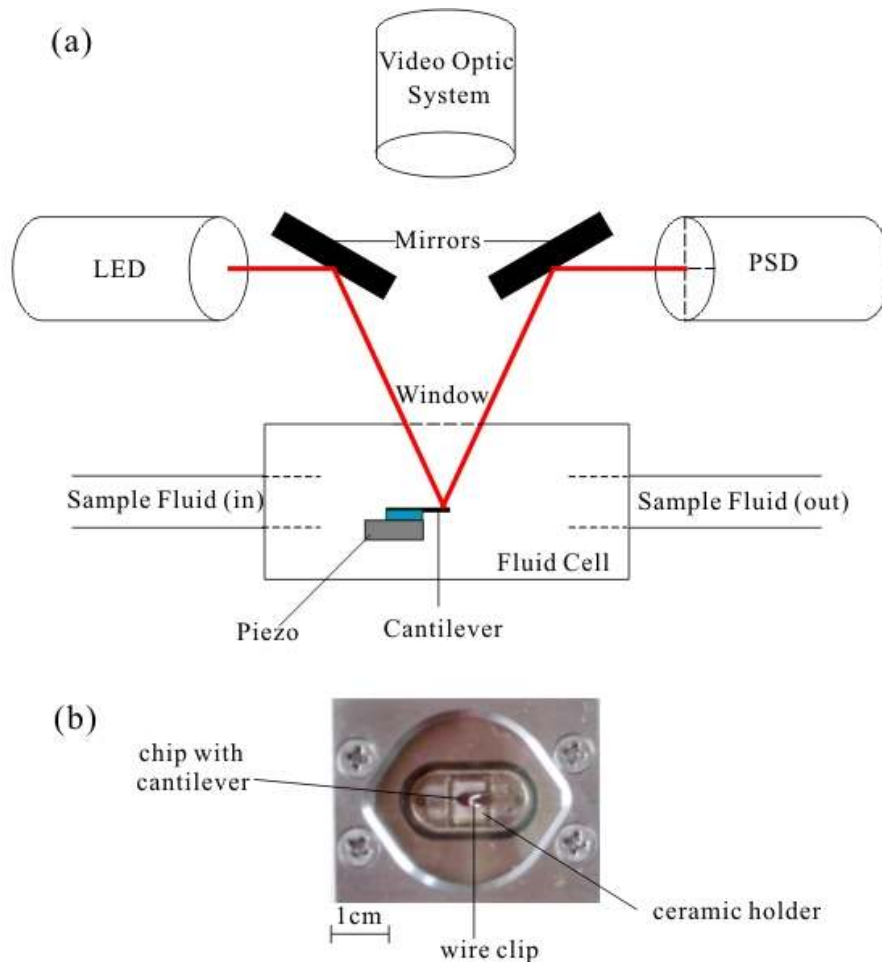 (a)
Video Optic
System
Mirrors
LED
PSD
Window
Sample Fluid (in)
Sample Fluid (out)
Fluid Cell
Piezo
Cantilever
(b)
chip with
cantilever
ceramic holder
1cm
wire clip